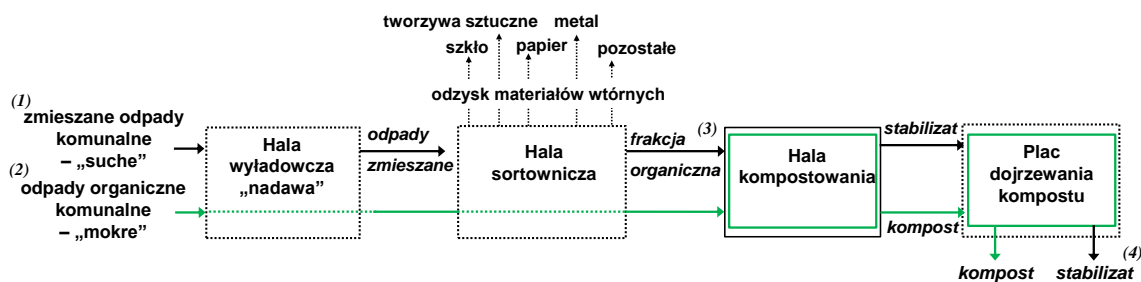 tworzywa sztuczne metal
szkło papier pozostałe
odzysk materiałów wtórnych
(1)
zmieszane odpady
komunalne
– „suche”
(2)
odpady organiczne
komunalne
– „mokre”
Hala
wyładowcza
„nadawa”
odpady
zmieszane
Hala
sortownicza
frakcja
organiczna
(3)
Hala
kompostowania
stabilizat
kompost
Plac
dojrzewania
kompostu
(4)
kompost stabilizat